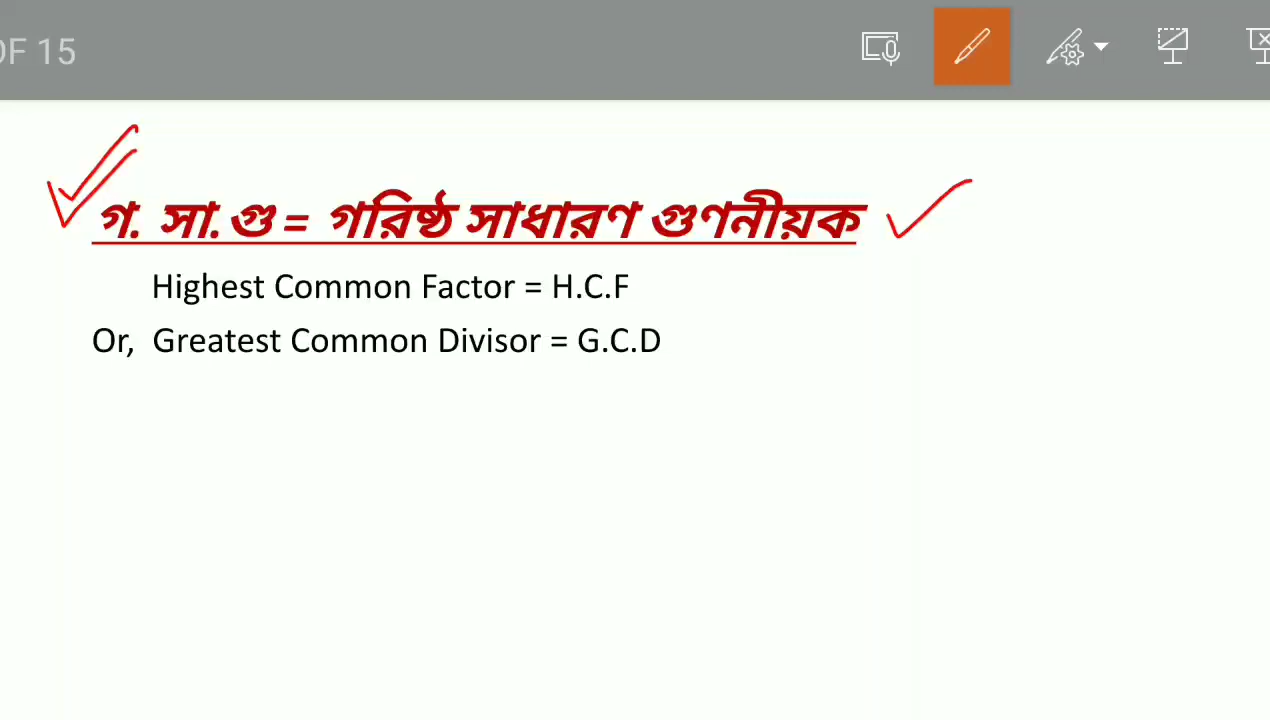 OF 15
গ. সা. গু = গরিষ্ঠ সাধারণ গুণনীয়ক
Highest Common Factor = H.C.F
Or, Greatest Common Divisor = G.C.D